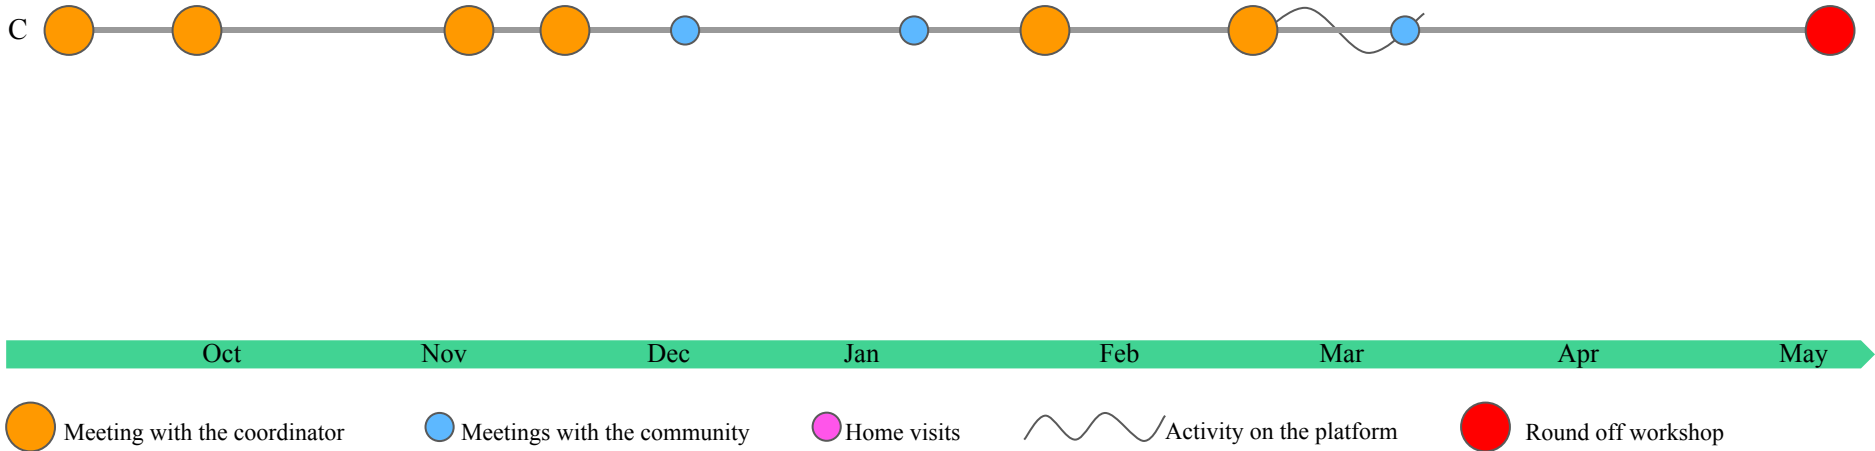 C
Oct Nov Dec Jan Feb Mar Apr May
Meeting with the coordinator Meetings with the community Home visits Activity on the platform Round off workshop